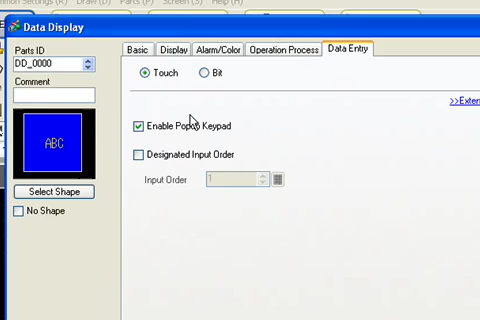 Common Settings (R) Draw (D) Parts (P) Screen (S) Help (H)
Data Display
Parts ID
DD_0000
Comment
ABC
Select Shape
No Shape
Basic Display Alarm/Color Operation Process Data Entry
Touch Bit
>>Exten
Enable Popup Keypad
Designated Input Order
Input Order 1